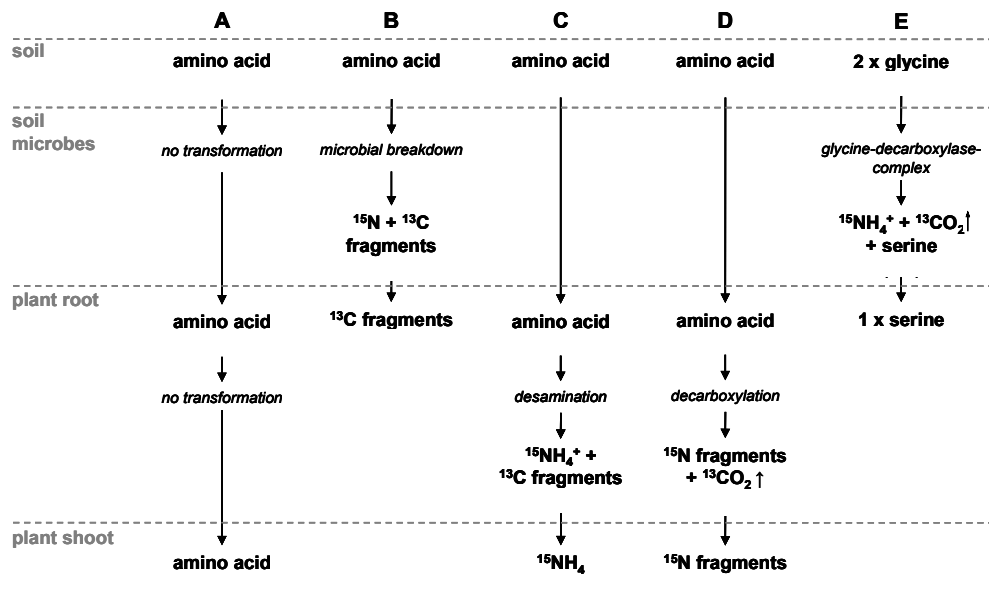 A B C D E
soil
amino acid amino acid amino acid amino acid 2 x glycine
soil
microbes
no transformation microbial breakdown glycine-decarboxylase-
complex
¹⁵N + ¹³C ¹⁵NH₄⁺ + ¹³CO₂↑
fragments + serine
plant root
amino acid ¹³C fragments amino acid amino acid 1 x serine
no transformation desamination decarboxylation
¹⁵NH₄⁺ + ¹⁵N fragments
¹³C fragments + ¹³CO₂ ↑
plant shoot
amino acid ¹⁵NH₄ ¹⁵N fragments